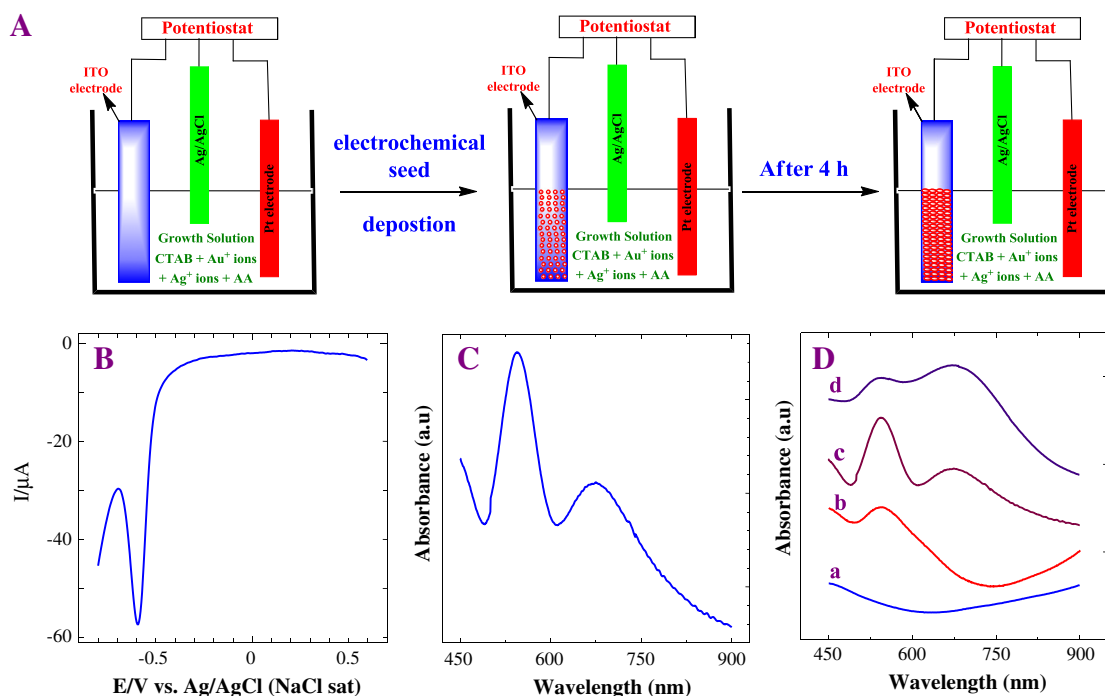 A
Potentiostat
ITO
electrode
Ag/AgCl
Pt electrode
Growth Solution
CTAB + Au⁺ ions
+ Ag⁺ ions + AA
electrochemical
seed
depostion
Potentiostat
ITO
electrode
Ag/AgCl
Pt electrode
Growth Solution
CTAB + Au⁺ ions
+ Ag⁺ ions + AA
After 4 h
Potentiostat
ITO
electrode
Ag/AgCl
Pt electrode
Growth Solution
CTAB + Au⁺ ions
+ Ag⁺ ions + AA
B
0
-20
-40
-60
I/µA
-0.5
0
0.5
E/V vs. Ag/AgCl (NaCl sat)
C
Absorbance (a.u)
450
600
750
900
Wavelength (nm)
D
d
c
b
a
Absorbance (a.u)
450
600
750
900
Wavelength (nm)